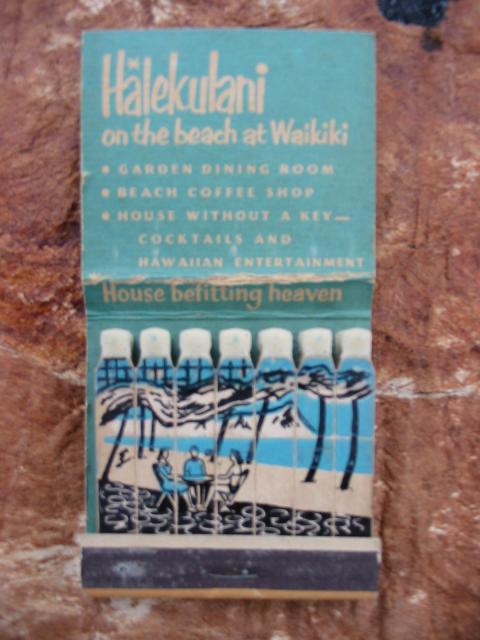 THE
Halekulani
on the beach at Waikiki
• GARDEN DINING ROOM
• BEACH COFFEE SHOP
• HOUSE WITHOUT A KEY—
COCKTAILS AND
HAWAIIAN ENTERTAINMENT
House befitting heaven